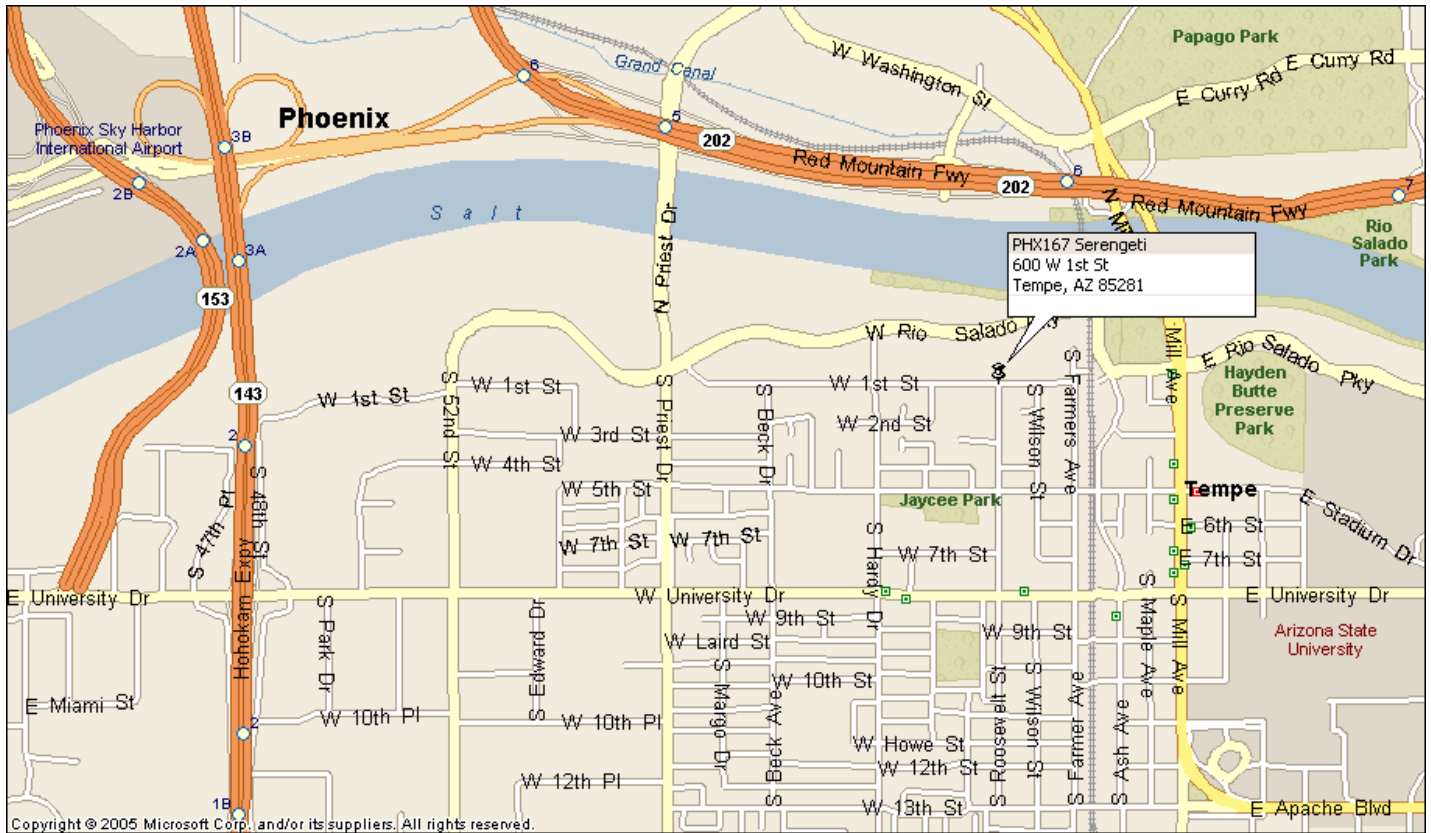 Papago Park
E Curry Rd
E Curry Rd
W Washington St
Grand Canal
6
5
3B
Phoenix
Phoenix Sky Harbor
International Airport
2B
202
Red Mountain Fwy
202
6
7
N Mil
Red Mountain Fwy
Salt
N Priest Dr
Rio
Salado
Park
2A
3A
153
PHX167 Serengeti
600 W 1st St
Tempe, AZ 85281
W Rio Salado
Mill Ave
E Rio Salado Pky
Hayden
Butte
Preserve
Park
143
W 1st St
S 52nd St
W 1st St
S Priest Dr
S Beck Dr
W 1st St
S Wilson St
S Farmers Ave
W 2nd St
2
W 3rd St
W 4th St
S 48th St
S 47th Pl
W 5th St
Jaycee Park
Tempe
E Stadium Dr
E 6th St
W 7th St
W 7th St
S Hardy Dr
W 7th St
E 7th St
E University Dr
Hohokam Expy
W University Dr
E University Dr
S Park Dr
S Edward Dr
W 9th St
W Laird St
W 9th St
S Maple Ave
S Mill Ave
Arizona State
University
S Margo Dr
W 10th St
S Beck Ave
S Roosevelt St
S Wilson St
S Farmer Ave
S Ash Ave
E Miami St
W 10th Pl
W 10th Pl
2
W Howe St
W 12th St
W 12th Pl
W 13th St
1B
E Apache Blvd
Copyright © 2005 Microsoft Corp. and/or its suppliers. All rights reserved.